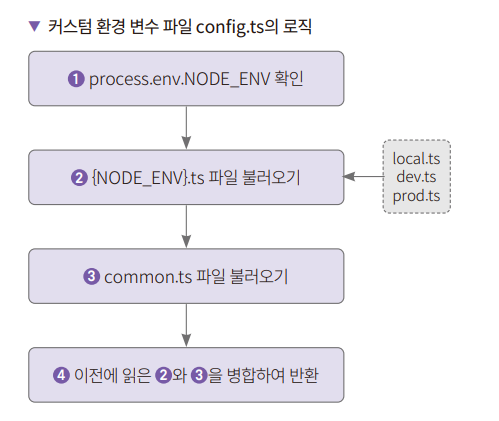 ▼ 커스텀 환경 변수 파일 config.ts의 로직
❶ process.env.NODE_ENV 확인
❷ {NODE_ENV}.ts 파일 불러오기
local.ts
dev.ts
prod.ts
❸ common.ts 파일 불러오기
❹ 이전에 읽은 ❷와 ❸을 병합하여 반환